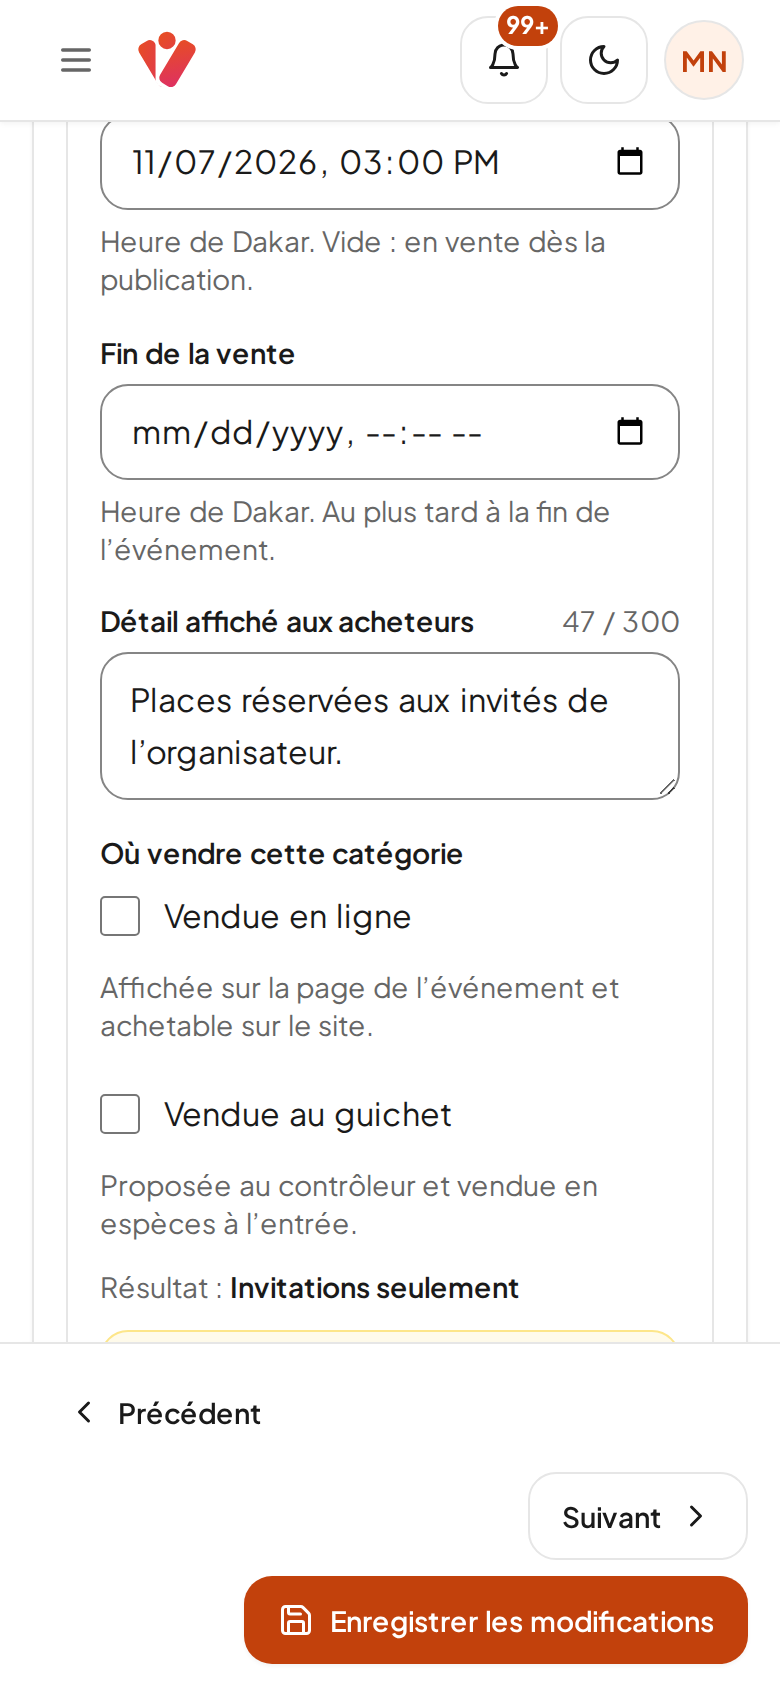 99+
MN
11/07/2026, 03:00 PM
Heure de Dakar. Vide : en vente dès la
publication.
Fin de la vente
mm/dd/yyyy, --:-- --
Heure de Dakar. Au plus tard à la fin de
l’événement.
Détail affiché aux acheteurs 47 / 300
Places réservées aux invités de
l’organisateur.
Où vendre cette catégorie
Vendue en ligne
Affichée sur la page de l’événement et
achetable sur le site.
Vendue au guichet
Proposée au contrôleur et vendue en
espèces à l’entrée.
Résultat : Invitations seulement
Précédent
Suivant
Enregistrer les modifications